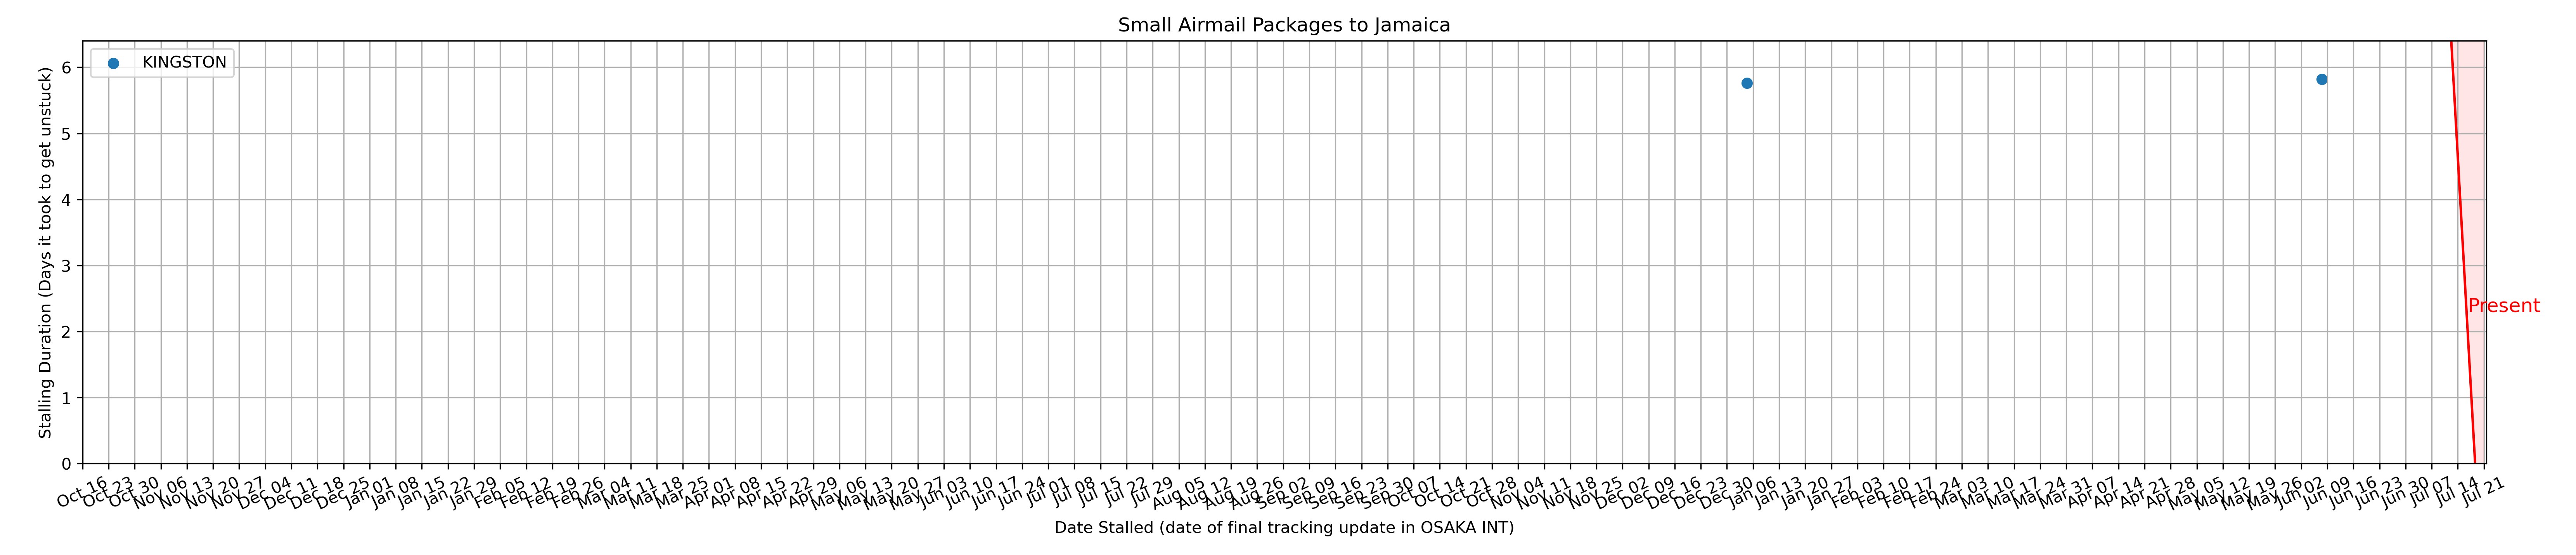 Small Airmail Packages to Jamaica
KINGSTON
6
5
4
3
2
1
0
Stalling Duration (Days it took to get unstuck)
Present
Oct 16 Oct 23 Oct 30 Nov 06 Nov 13 Nov 20 Nov 27 Dec 04 Dec 11 Dec 18 Dec 25 Jan 01 Jan 08 Jan 15 Jan 22 Jan 29 Feb 05 Feb 12 Feb 19 Feb 26 Mar 04 Mar 11 Mar 18 Mar 25 Apr 01 Apr 08 Apr 15 Apr 22 Apr 29 May 06 May 13 May 20 May 27 Jun 03 Jun 10 Jun 17 Jun 24 Jul 01 Jul 08 Jul 15 Jul 22 Jul 29 Aug 05 Aug 12 Aug 19 Aug 26 Sep 02 Sep 09 Sep 16 Sep 23 Sep 30 Oct 07 Oct 14 Oct 21 Oct 28 Nov 04 Nov 11 Nov 18 Nov 25 Dec 02 Dec 09 Dec 16 Dec 23 Dec 30 Jan 06 Jan 13 Jan 20 Jan 27 Feb 03 Feb 10 Feb 17 Feb 24 Mar 03 Mar 10 Mar 17 Mar 24 Mar 31 Apr 07 Apr 14 Apr 21 Apr 28 May 05 May 12 May 19 May 26 Jun 02 Jun 09 Jun 16 Jun 23 Jun 30 Jul 07 Jul 14 Jul 21
Date Stalled (date of final tracking update in OSAKA INT)